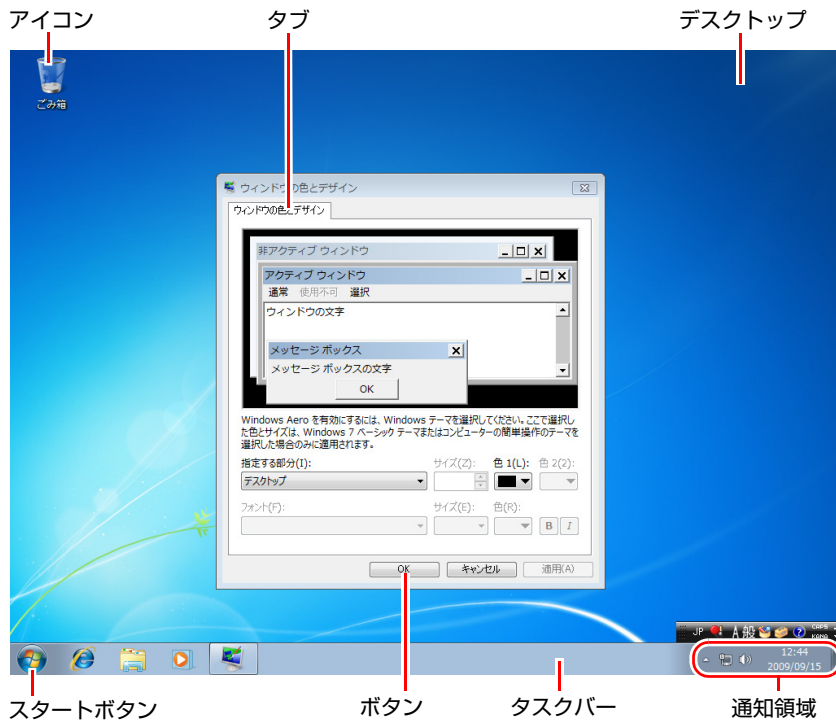 アイコン
タブ
デスクトップ
ごみ箱
ウィンドウの色とデザイン
ウィンドウの色とデザイン
非アクティブ ウィンドウ
アクティブ ウィンドウ
通常 使用不可 選択
ウィンドウの文字
メッセージ ボックス
メッセージ ボックスの文字
OK
Windows Aero を有効にするには、Windows テーマを選択してください。ここで選択し
た色とサイズは、Windows 7 ベーシック テーマまたはコンピューターの簡単操作のテーマを
選択した場合のみに適用されます。
指定する部分(I): サイズ(Z): 色 1(L): 色 2(2):
デスクトップ
フォント(F): サイズ(E): 色(R):
B I
OK キャンセル 適用(A)
JP A 般 CAPS
KANA
12:44
2009/09/15
スタートボタン
ボタン
タスクバー
通知領域